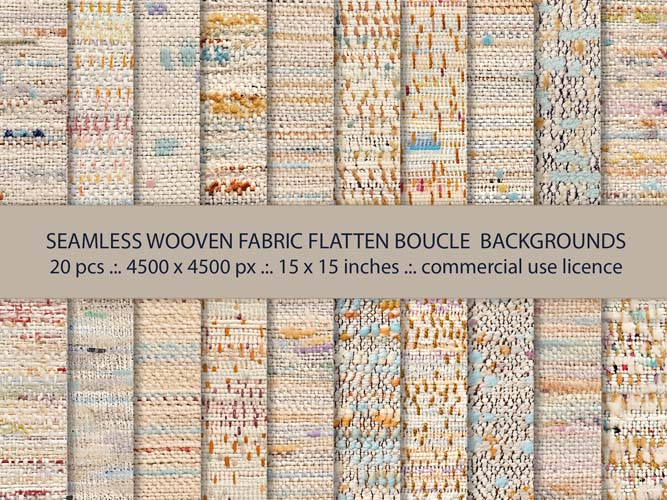 SEAMLESS WOOVEN FABRIC FLATTEN BOUCLE BACKGROUNDS
20 pcs .:. 4500 x 4500 px .:. 15 x 15 inches .:. commercial use licence